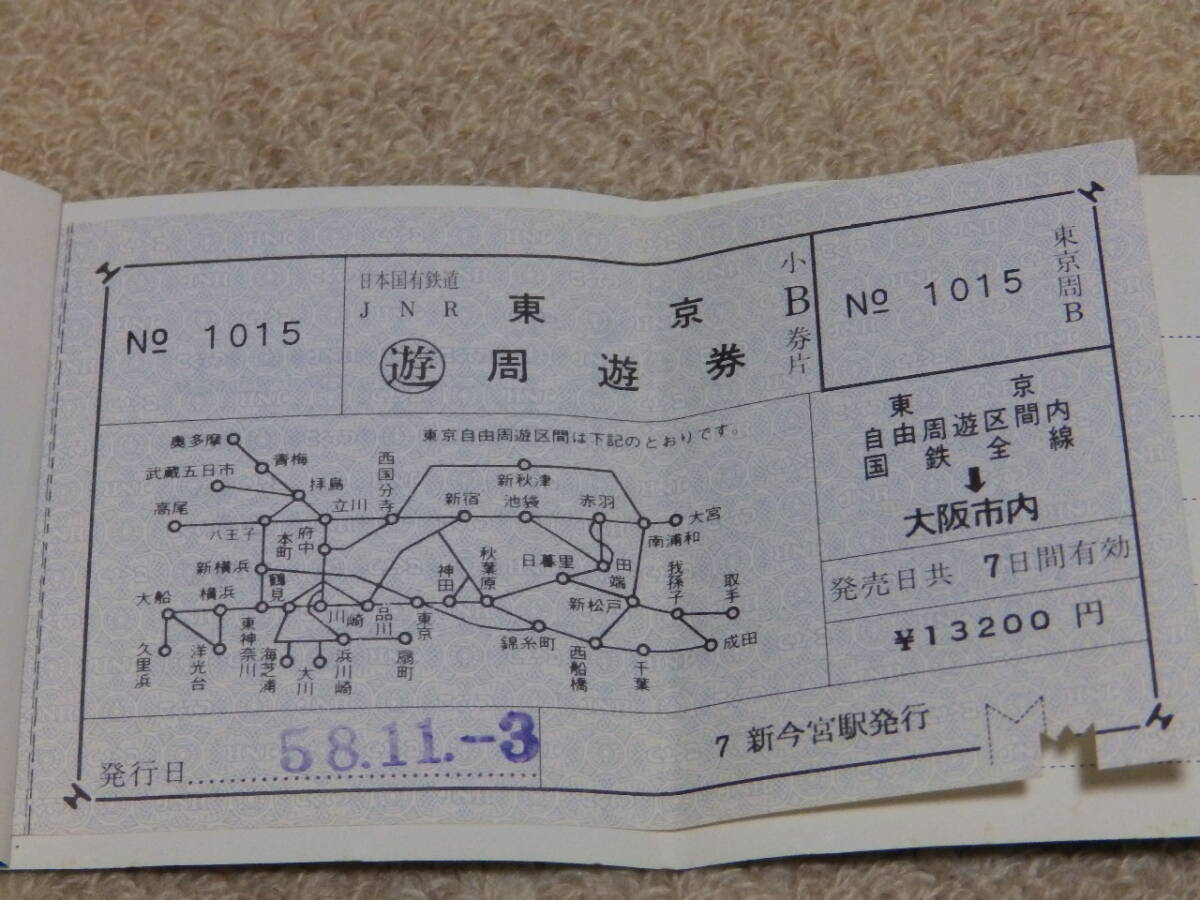 № 1015
日本国有鉄道
J N R
東京
遊 周遊券
小B券片
№ 1015
東京周B
東京自由周遊区間は下記のとおりです。
奥多摩
青梅
武蔵五日市
拝島
高尾
八王子
立川
西国分寺
新秋津
新宿
池袋
赤羽
大宮
南浦和
府中
本町
新横浜
鶴見
日暮里
田端
秋葉原
神田
我孫子
取手
新松戸
大船
横浜
川崎
品川
東京
錦糸町
成田
久里浜
洋光台
東神奈川
海芝浦
大川
浜川崎
扇町
西船橋
千葉
東京
自由周遊区間内
国鉄全線
↓
大阪市内
発売日共 7日間有効
¥13200 円
発行日 58.11.-3
7 新今宮駅発行